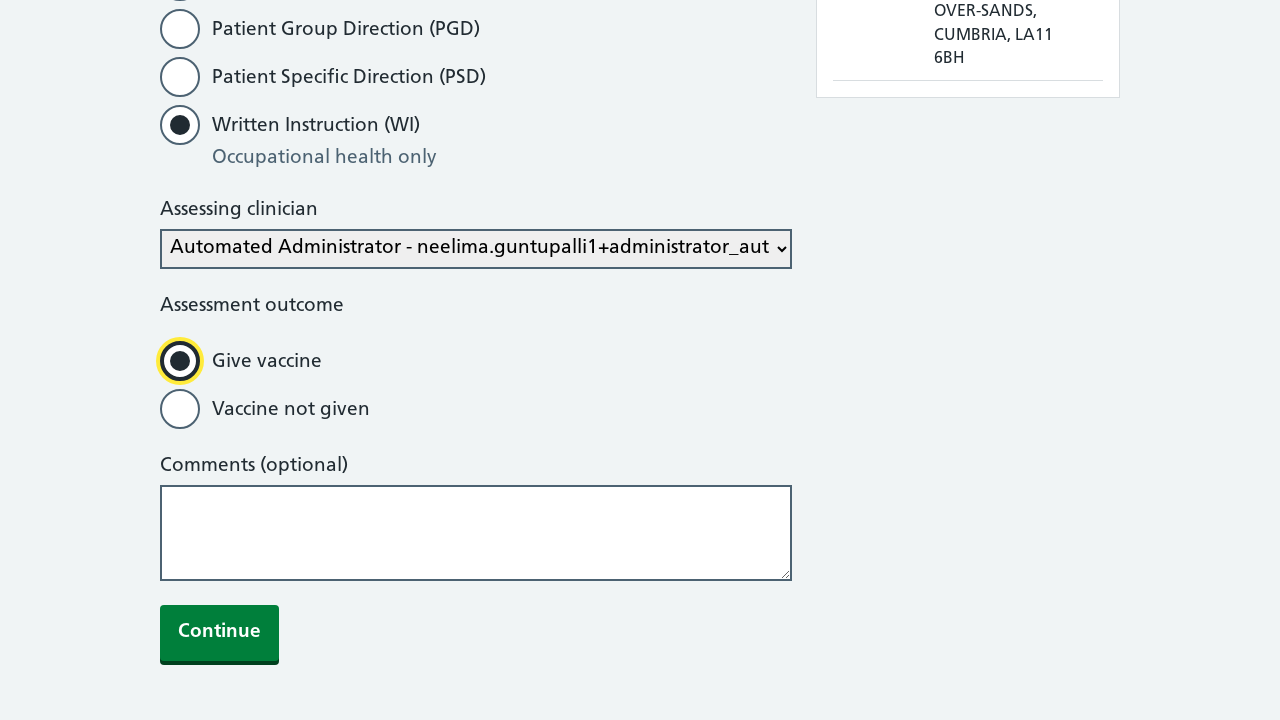 Patient Group Direction (PGD)
Patient Specific Direction (PSD)
Written Instruction (WI)
Occupational health only
Assessing clinician
Automated Administrator - neelima.guntupalli1+administrator_aut
Assessment outcome
Give vaccine
Vaccine not given
Comments (optional)
Continue
OVER-SANDS,
CUMBRIA, LA11
6BH